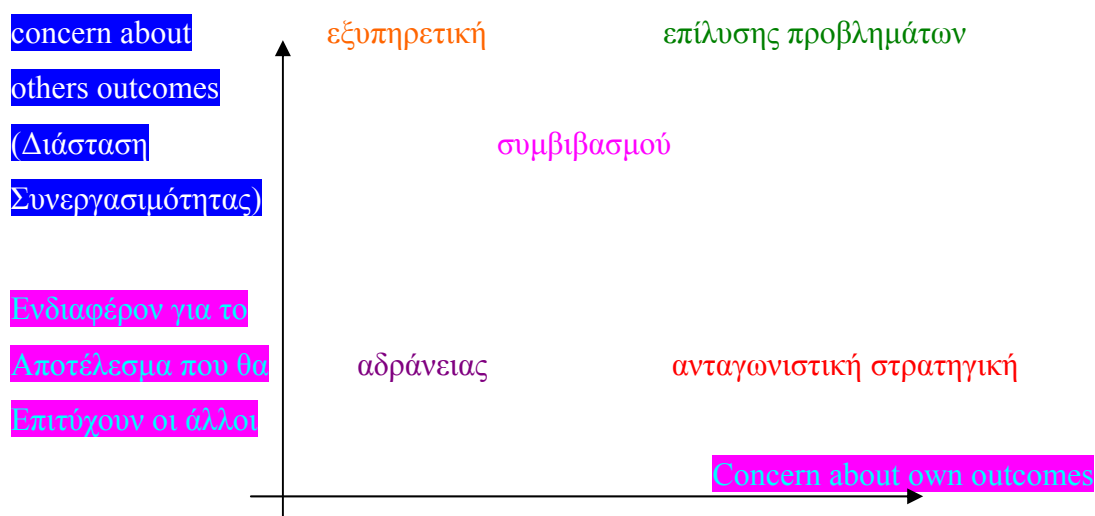 concern about
εξυπηρετική
επίλυσης προβλημάτων
others outcomes
(Διάσταση
συμβιβασμού
Συνεργασιμότητας)
Ενδιαφέρον για το
Αποτέλεσμα που θα
αδράνειας
ανταγωνιστική στρατηγική
Επιτύχουν οι άλλοι
Concern about own outcomes